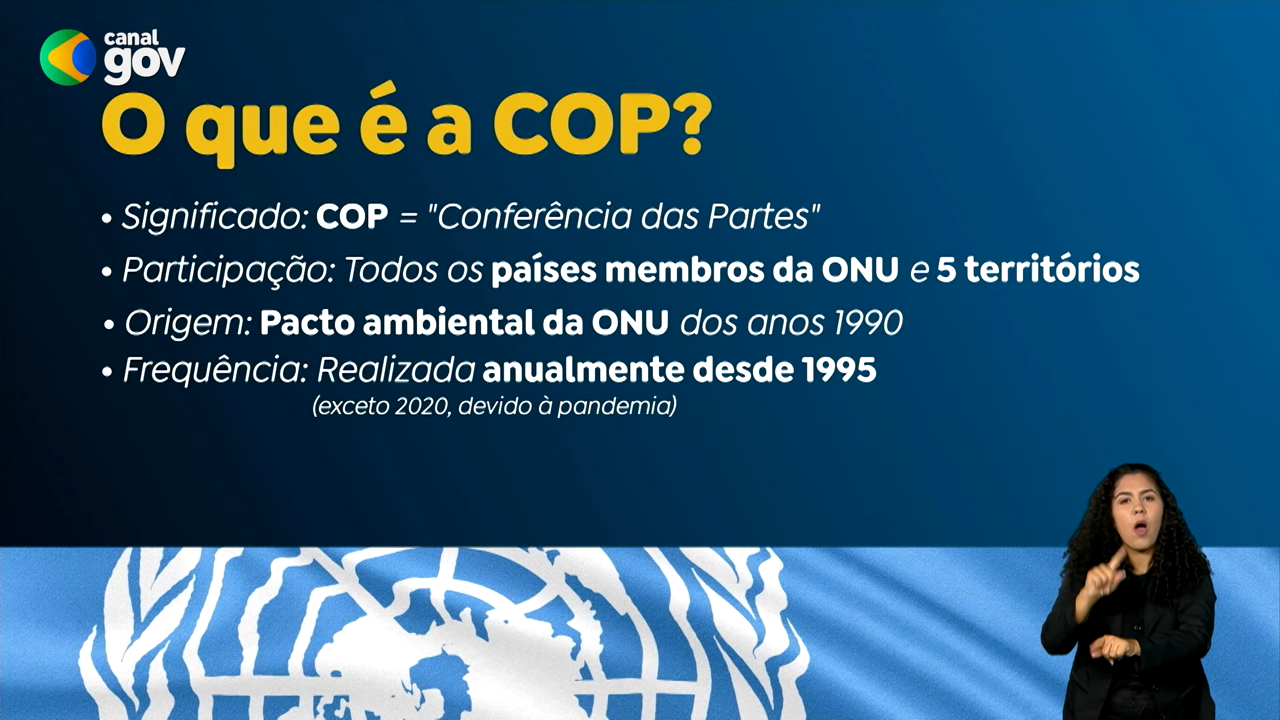 canal
gov
O que é a COP?
• Significado: COP = "Conferência das Partes"
• Participação: Todos os países membros da ONU e 5 territórios
• Origem: Pacto ambiental da ONU dos anos 1990
• Frequência: Realizada anualmente desde 1995
(exceto 2020, devido à pandemia)